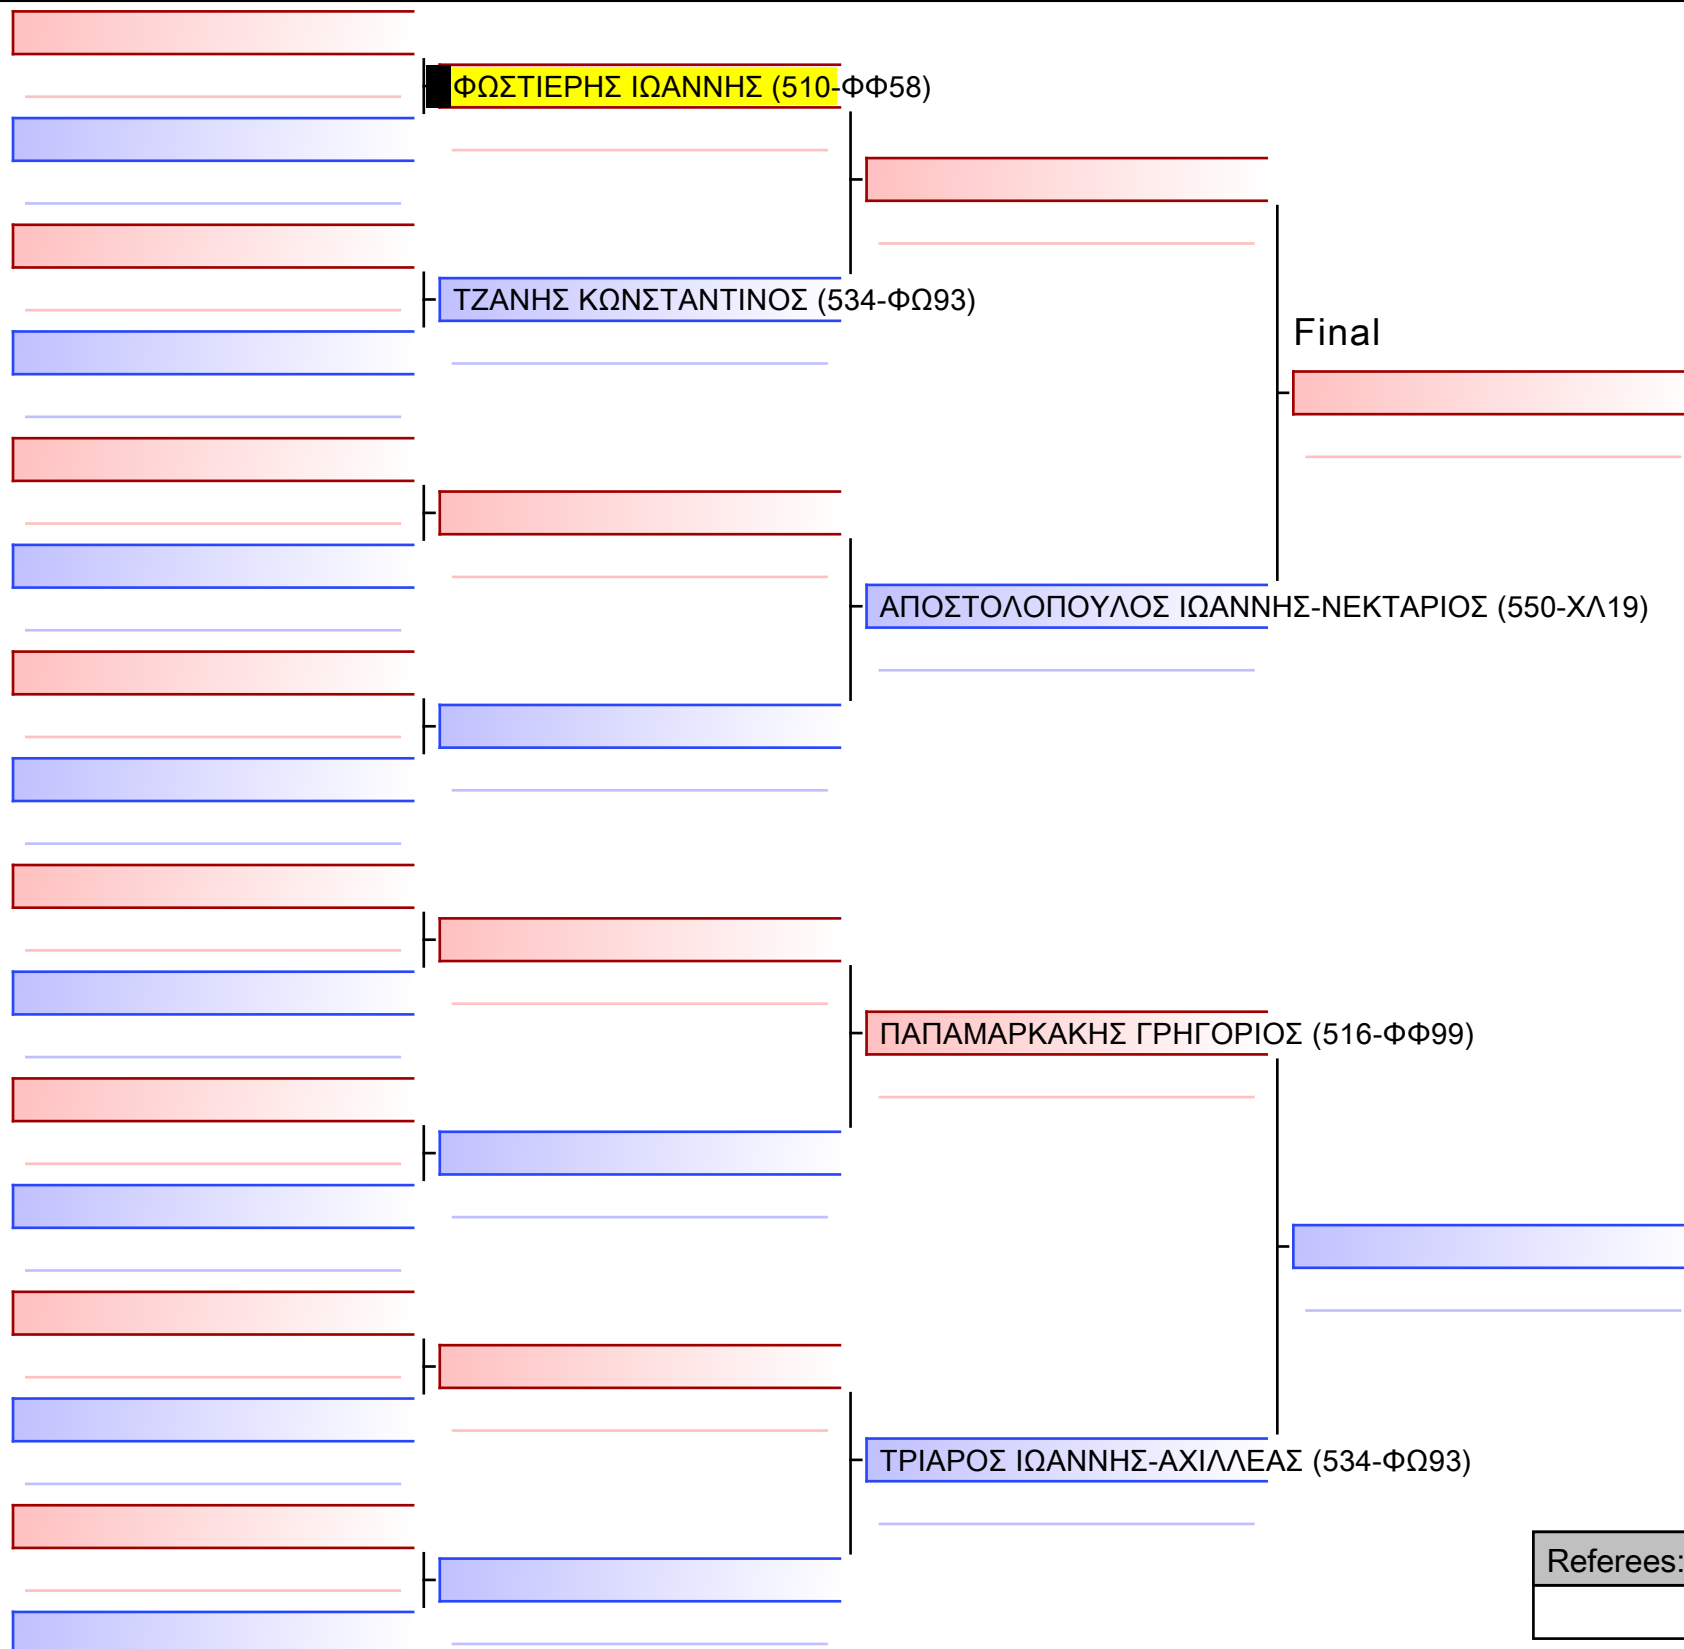 ΦΩΣΤΙΕΡΗΣ ΙΩΑΝΝΗΣ (510-ΦΦ58)
ΤΖΑΝΗΣ ΚΩΝΣΤΑΝΤΙΝΟΣ (534-ΦΩ93)
Final
ΑΠΟΣΤΟΛΟΠΟΥΛΟΣ ΙΩΑΝΝΗΣ-ΝΕΚΤΑΡΙΟΣ (550-ΧΛ19)
ΠΑΠΑΜΑΡΚΑΚΗΣ ΓΡΗΓΟΡΙΟΣ (516-ΦΦ99)
ΤΡΙΑΡΟΣ ΙΩΑΝΝΗΣ-ΑΧΙΛΛΕΑΣ (534-ΦΩ93)
Referees: